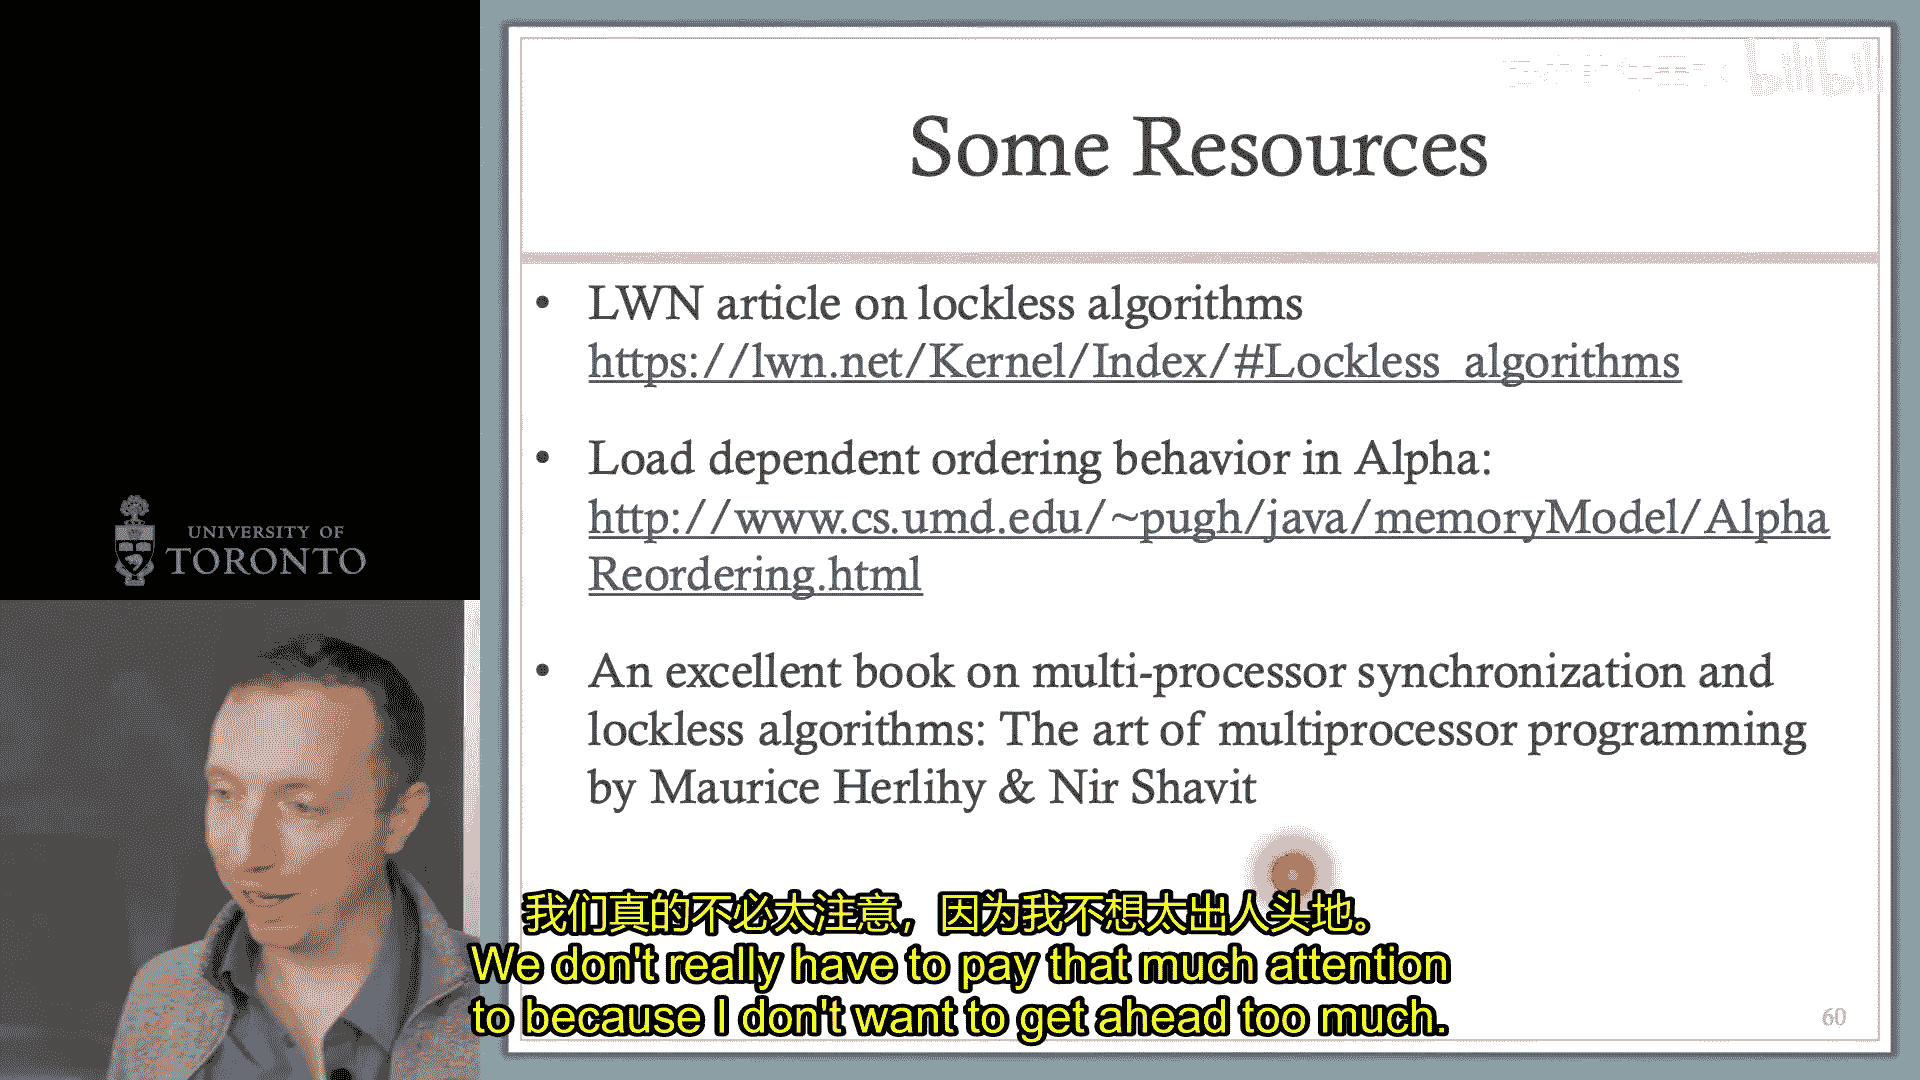 Some Resources
• LWN article on lockless algorithms
https://lwn.net/Kernel/Index/#Lockless_algorithms
• Load dependent ordering behavior in Alpha:
http://www.cs.umd.edu/~pugh/java/memoryModel/Alpha
Reordering.html
• An excellent book on multi-processor synchronization and
lockless algorithms: The art of multiprocessor programming
by Maurice Herlihy & Nir Shavit
UNIVERSITY OF
TORONTO
我们真的不必太注意，因为我不想太出人头地。
We don't really have to pay that much attention
to because I don't want to get ahead too much.
60
bilibili